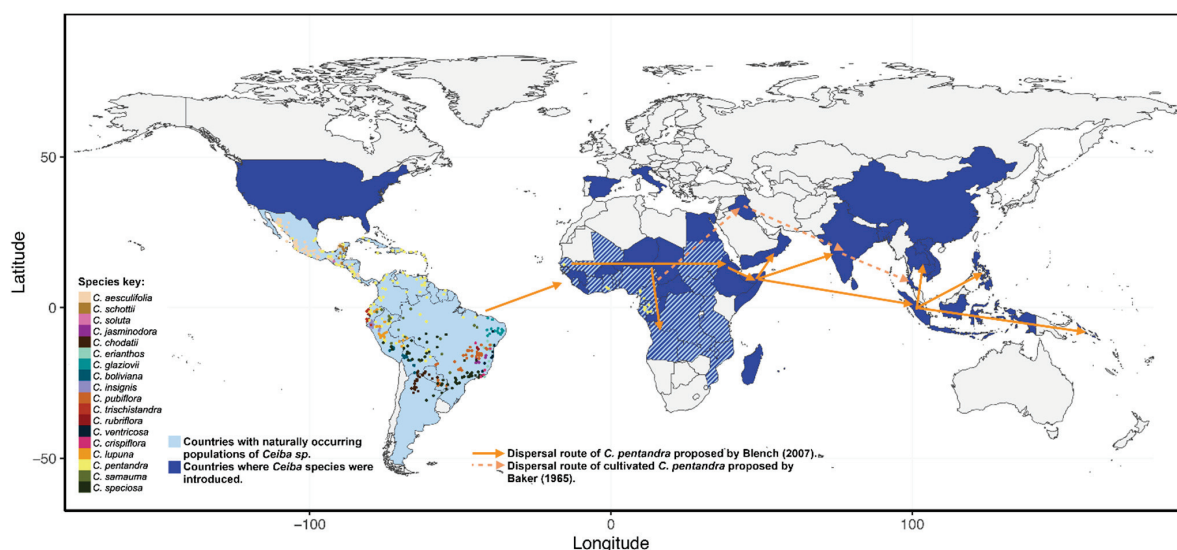 50
0
−50
Latitude
Species key:
C. aesculifolia
C. schottii
C. soluta
C. jasminodora
C. chodatii
C. erianthos
C. glaziovii
C. boliviana
C. insignis
C. pubiflora
C. trischistandra
C. rubriflora
C. ventricosa
C. crispiflora
C. lupuna
C. pentandra
C. samauma
C. speciosa
Countries with naturally occurring
populations of Ceiba sp.
Countries where Ceiba species were
introduced.
Dispersal route of C. pentandra proposed by Blench (2007).
Dispersal route of cultivated C. pentandra proposed by
Baker (1965).
−100
0
100
Longitude